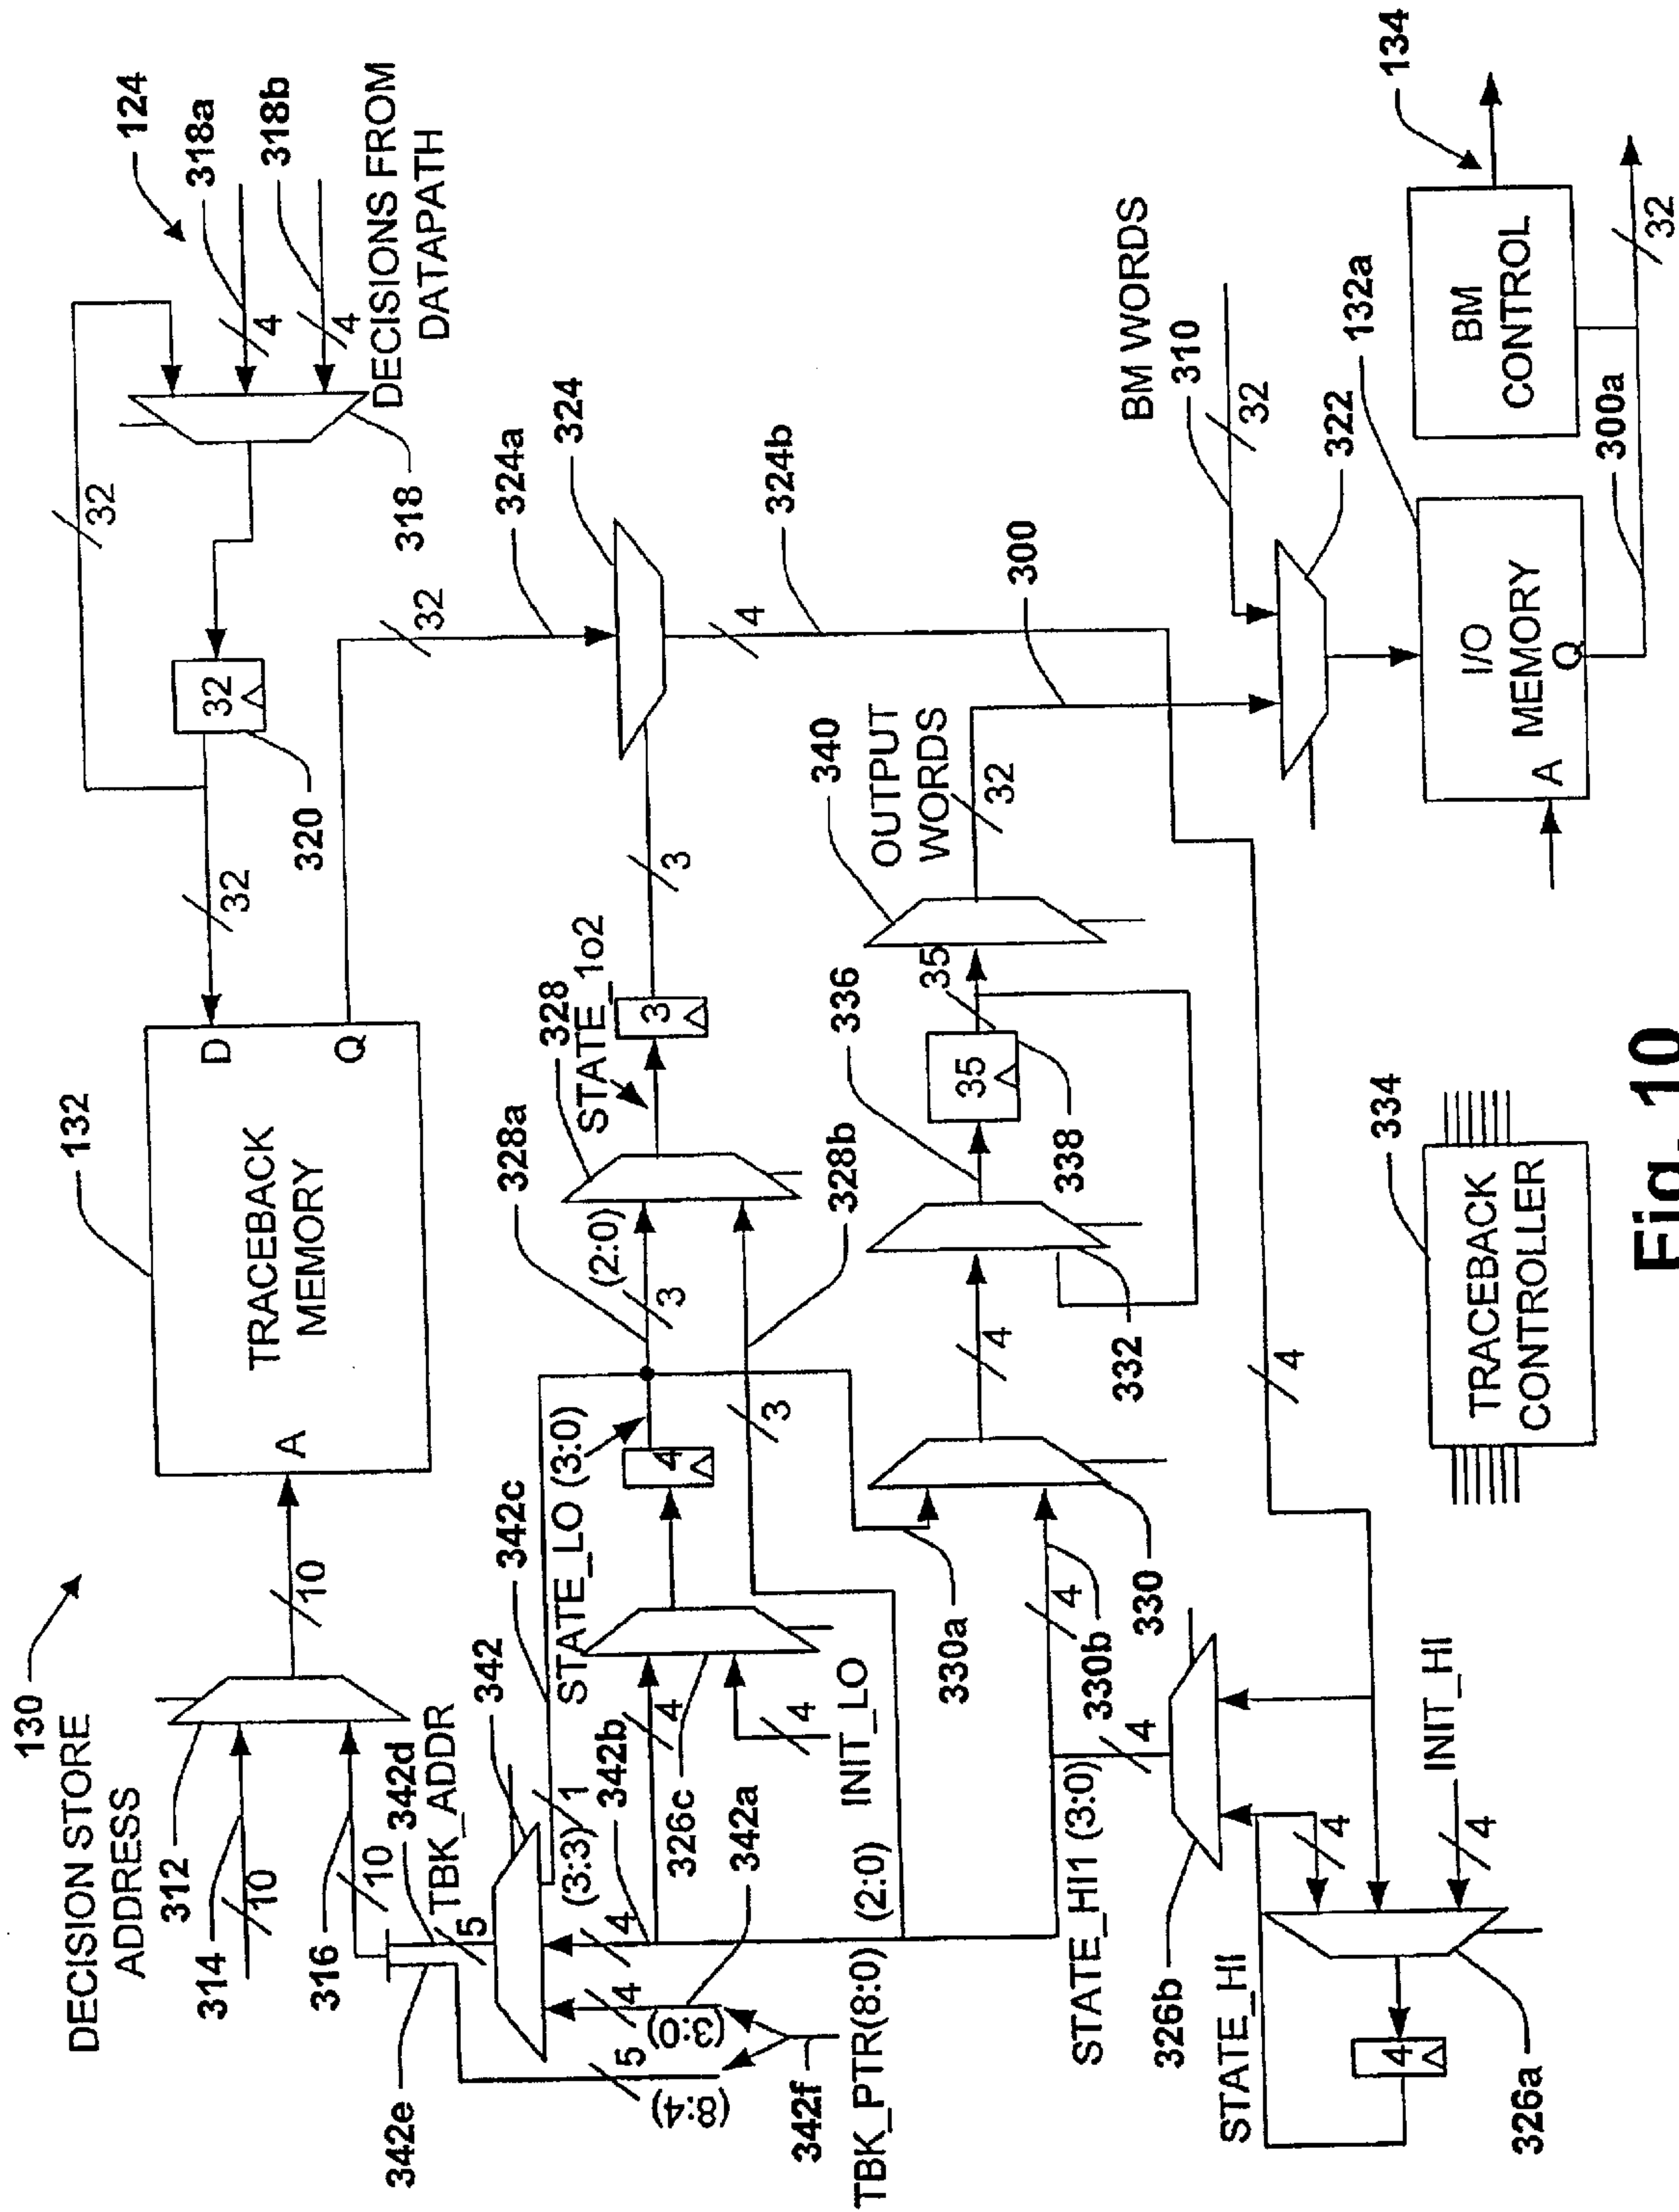 130
DECISION STORE
ADDRESS
312
314
10
316
10
10
132
TRACEBACK
MEMORY
A
D
Q
32
32
320
32
318
124
318a
4
318b
4
DECISIONS FROM
DATAPATH
342e
342d
TBK_ADDR
5
342
342c
(3:3)
1
STATE_LO (3:0)
4
328a
(2:0)
3
328
STATE_1o2
3
3
32
324a
324
4
324b
342b
4
326c
4
INIT_LO
342a
4
(3:0)
5
(8:4)
342f
TBK_PTR(8:0)
(2:0)
3
328b
330a
4
330b
330
4
332
336
35
338
35
340
OUTPUT
WORDS
32
300
BM WORDS
310
32
322
132a
I/O
MEMORY
A
Q
BM
CONTROL
134
300a
32
STATE_HI1 (3:0)
4
326b
STATE_HI
4
4
326a
INIT_HI
4
4
334
TRACEBACK
CONTROLLER
Fig. 10